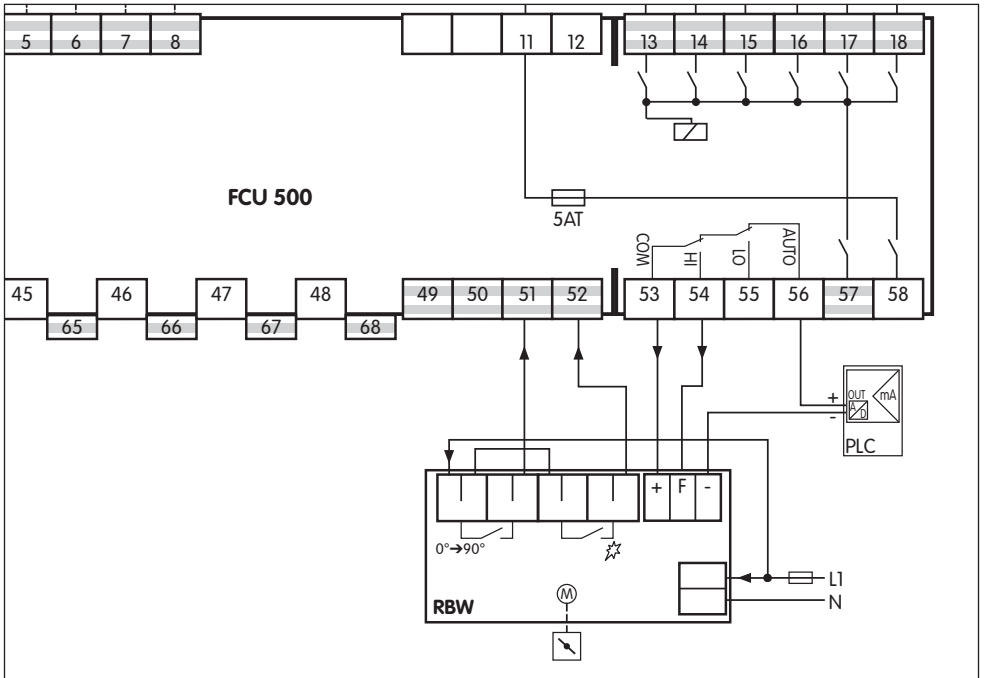 5 6 7 8 11 12 13 14 15 16 17 18
FCU 500
5AT
COM HI LO AUTO
45 46 47 48 49 50 51 52 53 54 55 56 57 58
65 66 67 68
+ OUT mA
- A/D
PLC
+ F -
0°➔90°
L1
M
RBW
N